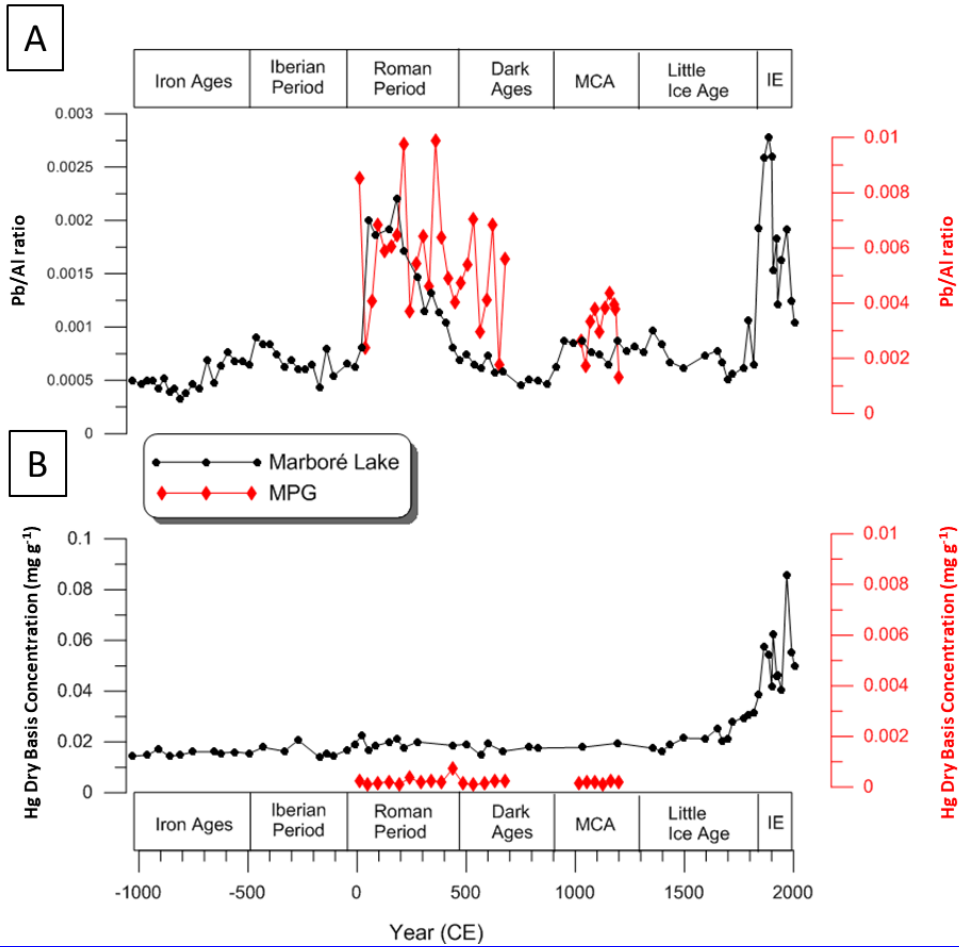 A
Iron Ages
Iberian
Period
Roman
Period
Dark
Ages
MCA
Little
Ice Age
IE
Pb/Al ratio
0.003
0.0025
0.002
0.0015
0.001
0.0005
0
0.01
0.008
0.006
0.004
0.002
0
Pb/Al ratio
B
Marboré Lake
MPG
Hg Dry Basis Concentration (mg g-1)
0.1
0.08
0.06
0.04
0.02
0
0.01
0.008
0.006
0.004
0.002
0
Hg Dry Basis Concentration (mg g-1)
Iron Ages
Iberian
Period
Roman
Period
Dark
Ages
MCA
Little
Ice Age
IE
-1000 -500 0 500 1000 1500 2000
Year (CE)